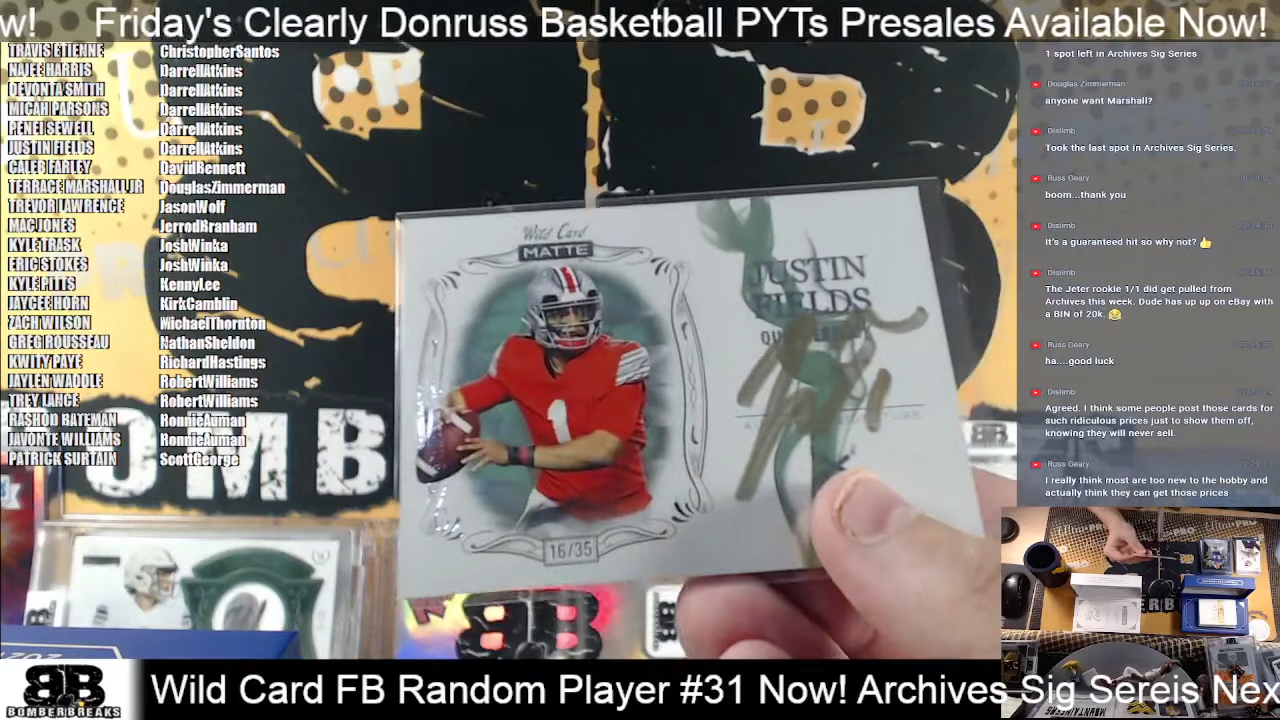 w! Friday's Clearly Donruss Basketball PYTs Presales Available Now!
TRAVIS ETIENNE ChristopherSantos
NAJEE HARRIS DarrellAtkins
DEVONTA SMITH DarrellAtkins
MICAH PARSONS DarrellAtkins
PENEI SEWELL DarrellAtkins
JUSTIN FIELDS DarrellAtkins
CALEB FARLEY DavidBennett
TERRACE MARSHALL JR DouglasZimmerman
TREVOR LAWRENCE JasonWolf
MAC JONES JerrodBranham
KYLE TRASK JoshWinka
ERIC STOKES JoshWinka
KYLE PITTS KennyLee
JAYCEE HORN KirkCamblin
ZACH WILSON MichaelThornton
GREG ROUSSEAU NathanSheldon
KWITY PAYE RichardHastings
JAYLEN WADDLE RobertWilliams
TREY LANCE RobertWilliams
RASHOD BATEMAN RonnieAuman
JAVONTE WILLIAMS RonnieAuman
PATRICK SURTAIN ScottGeorge
Wild Card
MATTE
JUSTIN
FIELDS
1
16/35
OMB
1 spot left in Archives Sig Series
Douglas Zimmerman
anyone want Marshall?
Dislimb
Took the last spot in Archives Sig Series.
Russ Geary
boom...thank you
Dislimb
It's a guaranteed hit so why not? 👍
Dislimb
The Jeter rookie 1/1 did get pulled from
Archives this week. Dude has up up on eBay with
a BIN of 20k. 🤣
Russ Geary
ha....good luck
Dislimb
Agreed. I think some people post those cards for
such ridiculous prices just to show them off,
knowing they will never sell.
Russ Geary
I really think most are too new to the hobby and
actually think they can get those prices
BB
BOMBERBREAKS
Wild Card FB Random Player #31 Now! Archives Sig Sereis Nex